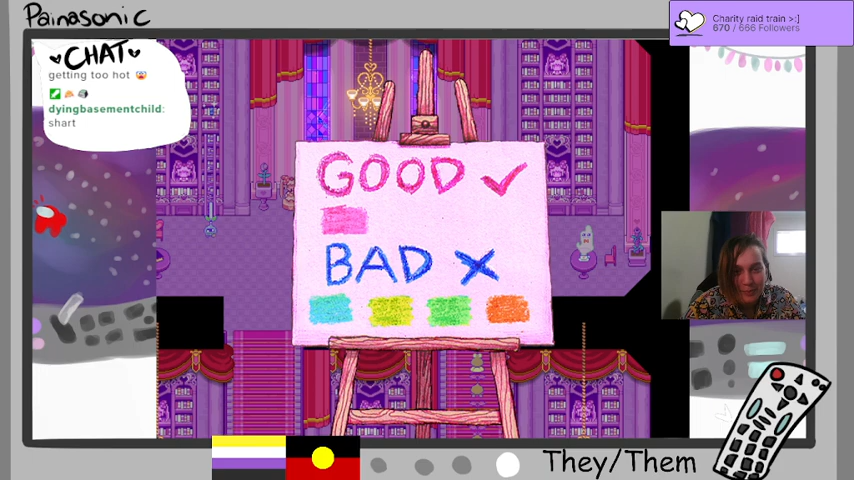 Painasonic
CHAT
getting too hot
dyingbasementchild:
shart
Charity raid train >:]
670 / 666 Followers
GOOD
BAD
They/Them